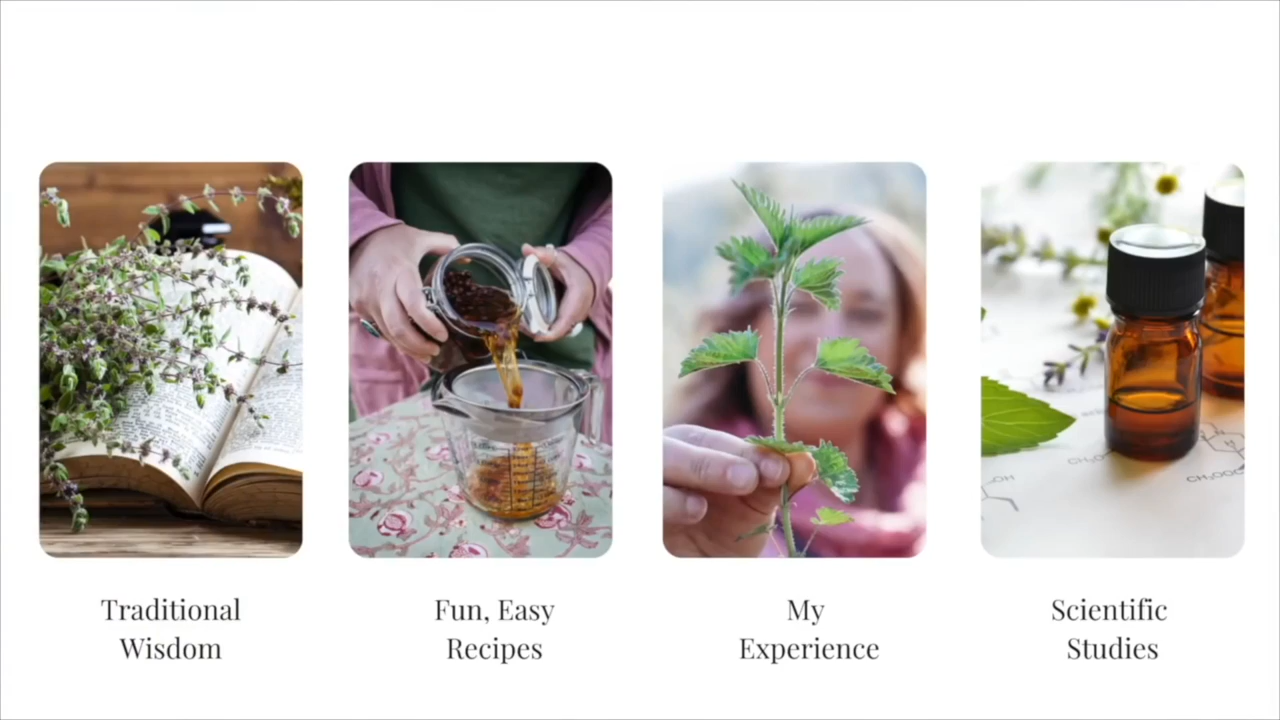 Traditional
Wisdom
Fun, Easy
Recipes
My
Experience
Scientific
Studies